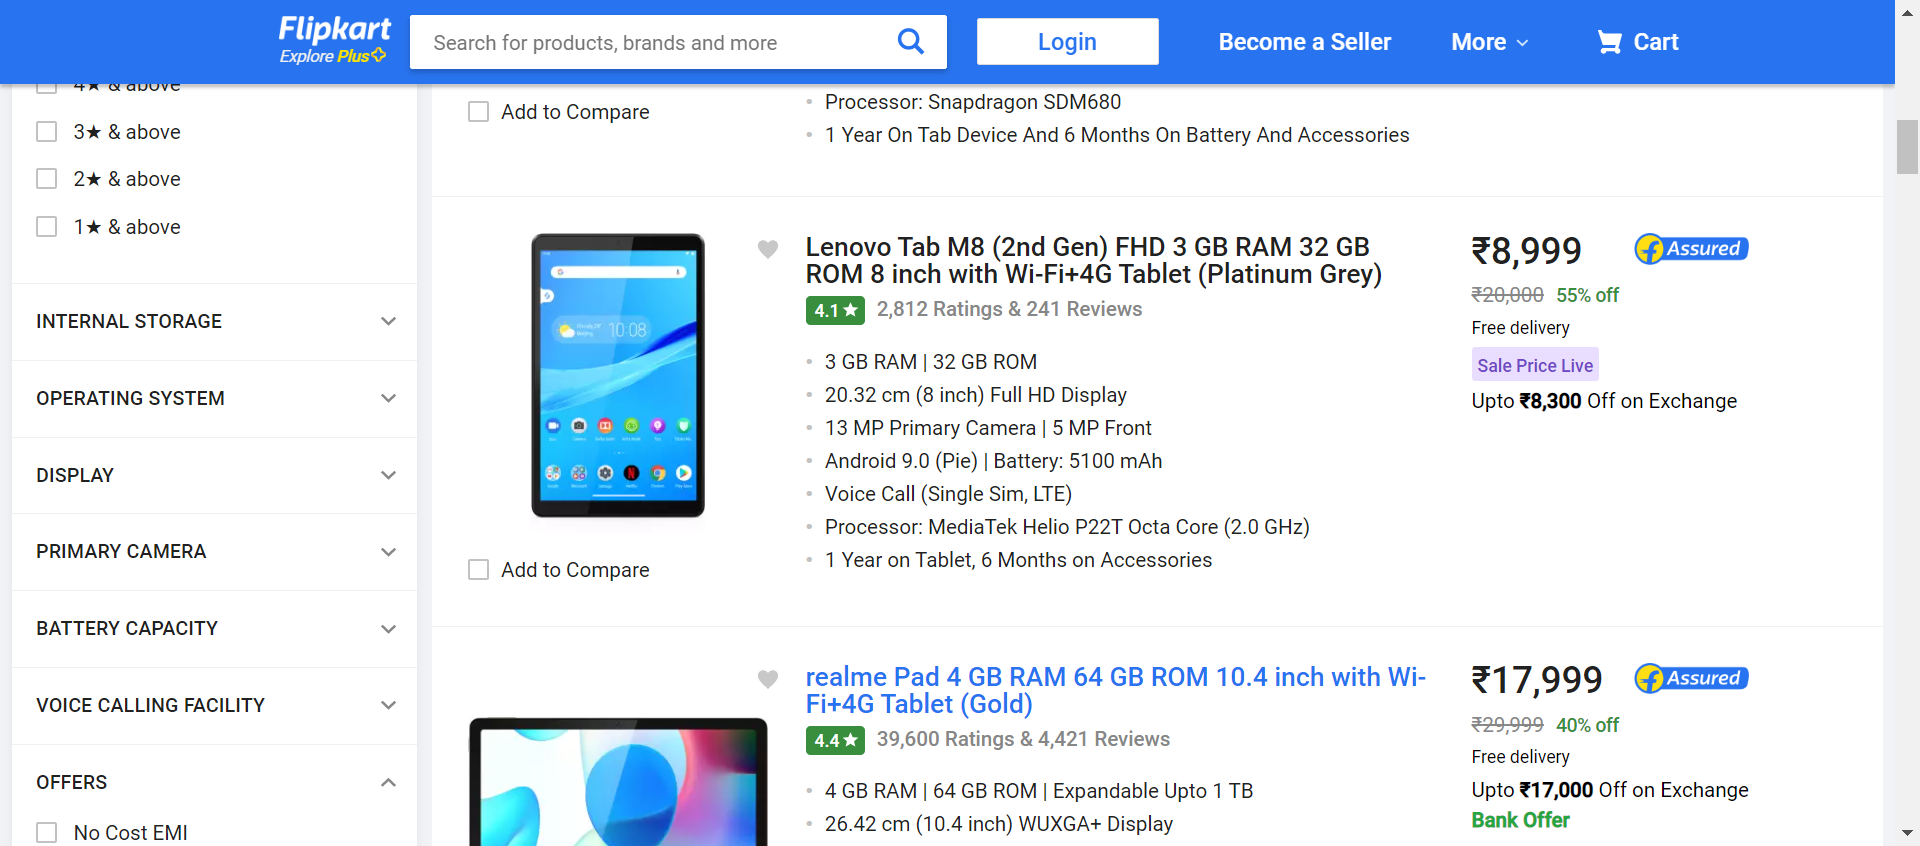 Flipkart
Explore Plus
Search for products, brands and more
Login
Become a Seller
More
Cart
4★ & above
3★ & above
2★ & above
1★ & above
INTERNAL STORAGE
OPERATING SYSTEM
DISPLAY
PRIMARY CAMERA
BATTERY CAPACITY
VOICE CALLING FACILITY
OFFERS
No Cost EMI
Add to Compare
Processor: Snapdragon SDM680
1 Year On Tab Device And 6 Months On Battery And Accessories
10:08
Add to Compare
Lenovo Tab M8 (2nd Gen) FHD 3 GB RAM 32 GB
ROM 8 inch with Wi-Fi+4G Tablet (Platinum Grey)
4.1★ 2,812 Ratings & 241 Reviews
3 GB RAM | 32 GB ROM
20.32 cm (8 inch) Full HD Display
13 MP Primary Camera | 5 MP Front
Android 9.0 (Pie) | Battery: 5100 mAh
Voice Call (Single Sim, LTE)
Processor: MediaTek Helio P22T Octa Core (2.0 GHz)
1 Year on Tablet, 6 Months on Accessories
₹8,999
Assured
₹20,000 55% off
Free delivery
Sale Price Live
Upto ₹8,300 Off on Exchange
realme Pad 4 GB RAM 64 GB ROM 10.4 inch with Wi-
Fi+4G Tablet (Gold)
4.4★ 39,600 Ratings & 4,421 Reviews
4 GB RAM | 64 GB ROM | Expandable Upto 1 TB
26.42 cm (10.4 inch) WUXGA+ Display
₹17,999
Assured
₹29,999 40% off
Free delivery
Upto ₹17,000 Off on Exchange
Bank Offer